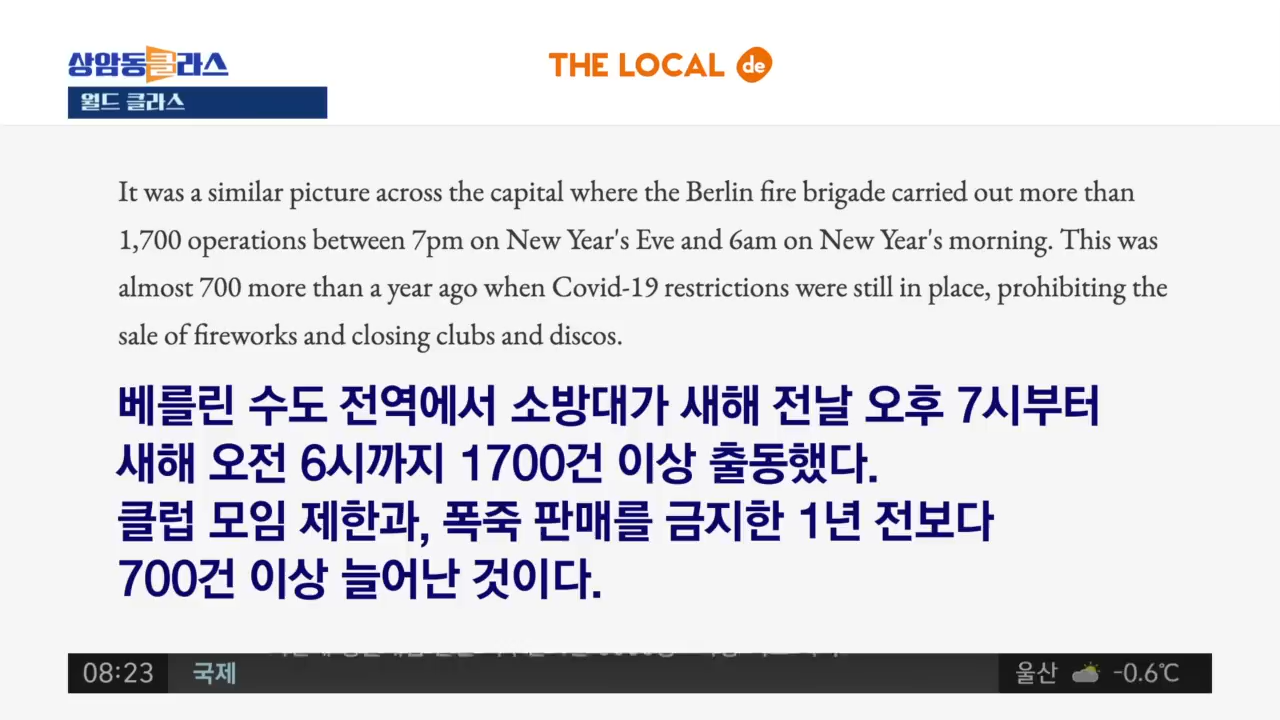 상암동클라스
월드 클라스
THE LOCAL de
It was a similar picture across the capital where the Berlin fire brigade carried out more than
1,700 operations between 7pm on New Year's Eve and 6am on New Year's morning. This was
almost 700 more than a year ago when Covid-19 restrictions were still in place, prohibiting the
sale of fireworks and closing clubs and discos.
베를린 수도 전역에서 소방대가 새해 전날 오후 7시부터
새해 오전 6시까지 1700건 이상 출동했다.
클럽 모임 제한과, 폭죽 판매를 금지한 1년 전보다
700건 이상 늘어난 것이다.
08:23 국제 울산 -0.6℃